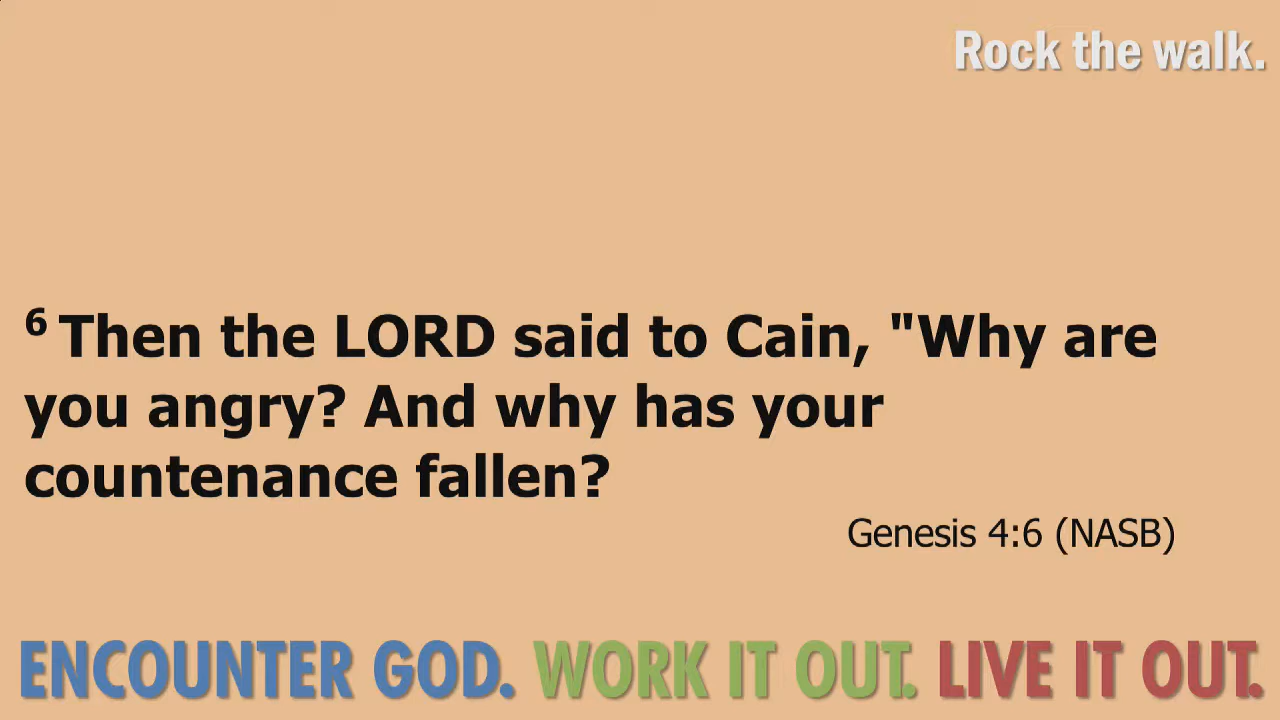 Rock the walk.
6 Then the LORD said to Cain, "Why are
you angry? And why has your
countenance fallen?
Genesis 4:6 (NASB)
ENCOUNTER GOD. WORK IT OUT. LIVE IT OUT.